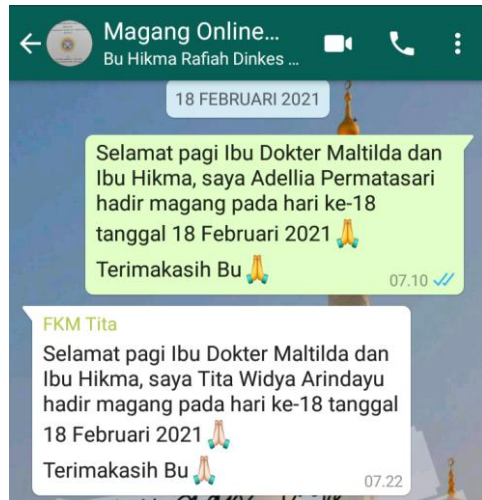 Magang Online...
Bu Hikma Rafiah Dinkes ...
18 FEBRUARI 2021
Selamat pagi Ibu Dokter Maltilda dan
Ibu Hikma, saya Adellia Permatasari
hadir magang pada hari ke-18
tanggal 18 Februari 2021 🙏
Terimakasih Bu 🙏
07.10
FKM Tita
Selamat pagi Ibu Dokter Maltilda dan
Ibu Hikma, saya Tita Widya Arindayu
hadir magang pada hari ke-18 tanggal
18 Februari 2021 🙏🏻
Terimakasih Bu 🙏🏻
07.22